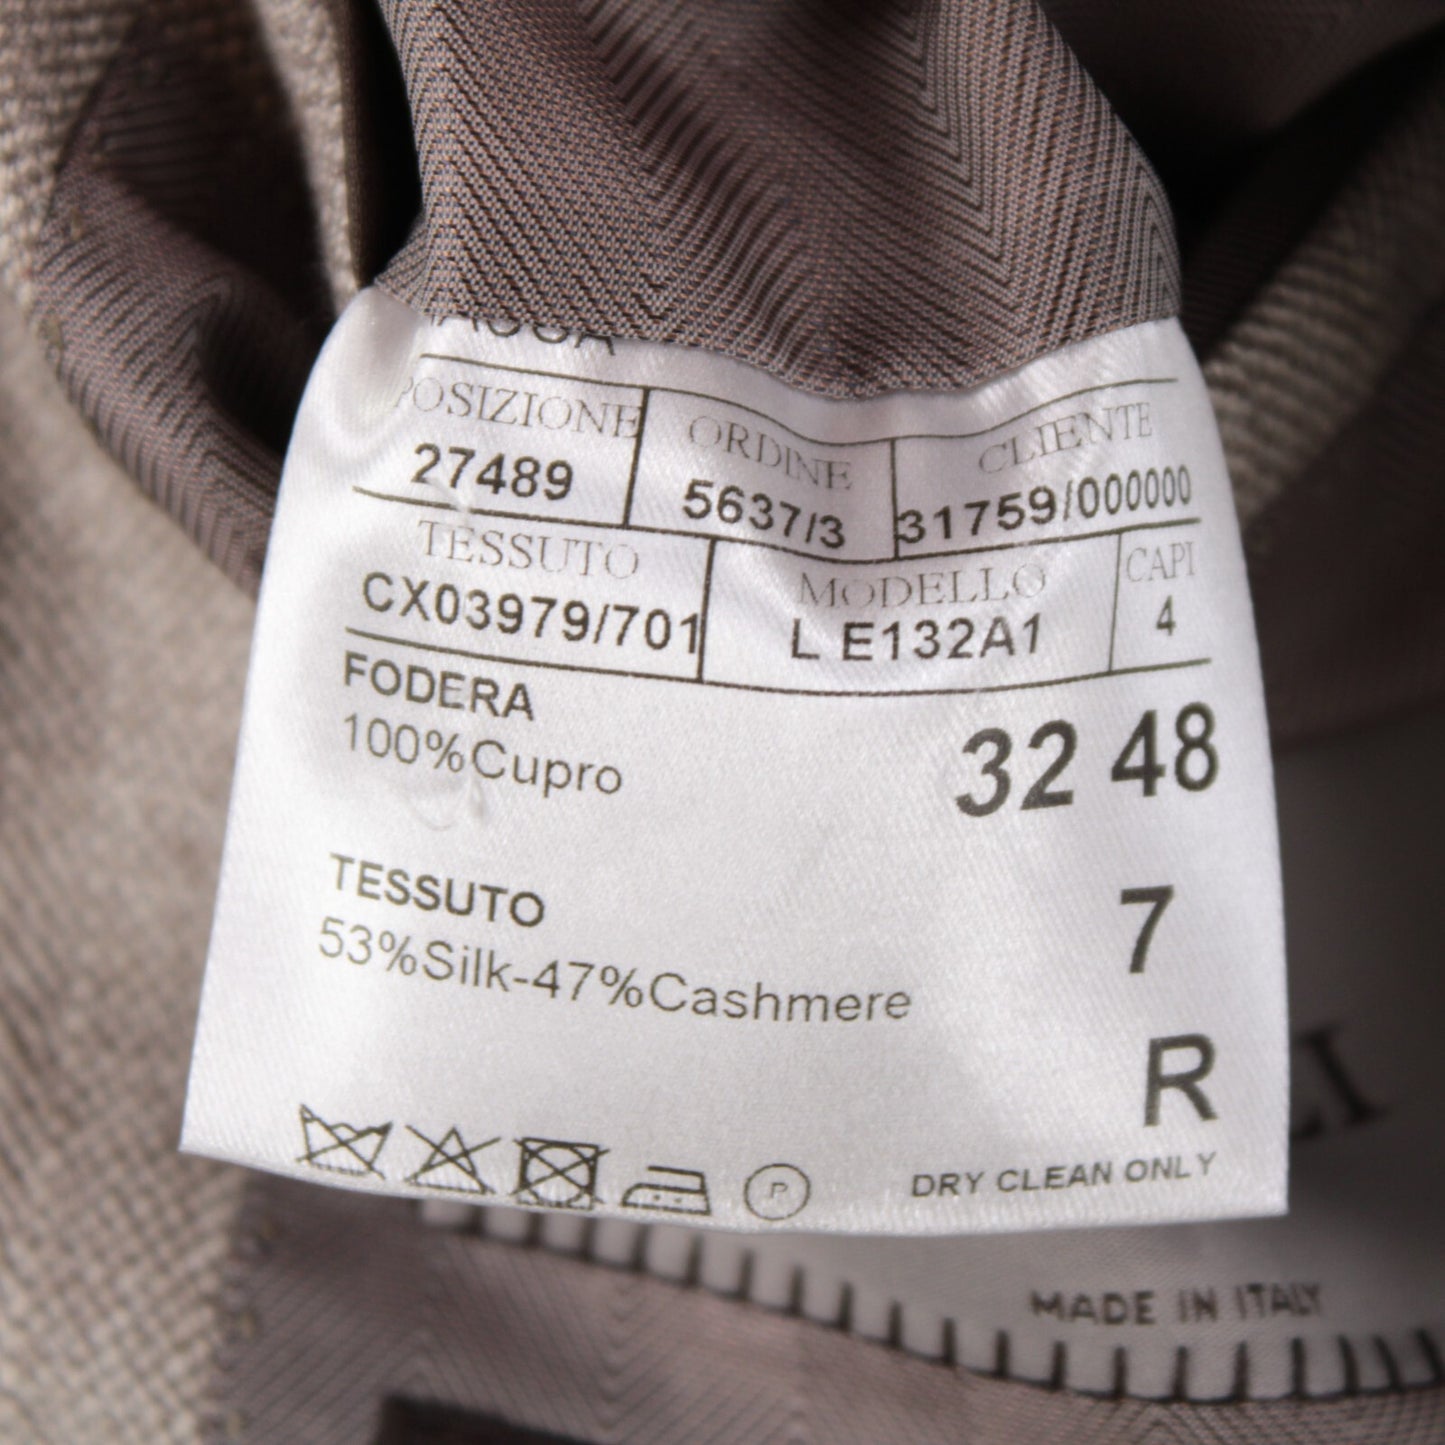 POSIZIONE ORDINE CLIENTE
27489 5637/3 31759/000000
TESSUTO MODELLO CAPI
CX03979/701 L E132A1 4
FODERA
100%Cupro
32 48
TESSUTO
53%Silk-47%Cashmere
7
R
P
DRY CLEAN ONLY
MADE IN ITALY